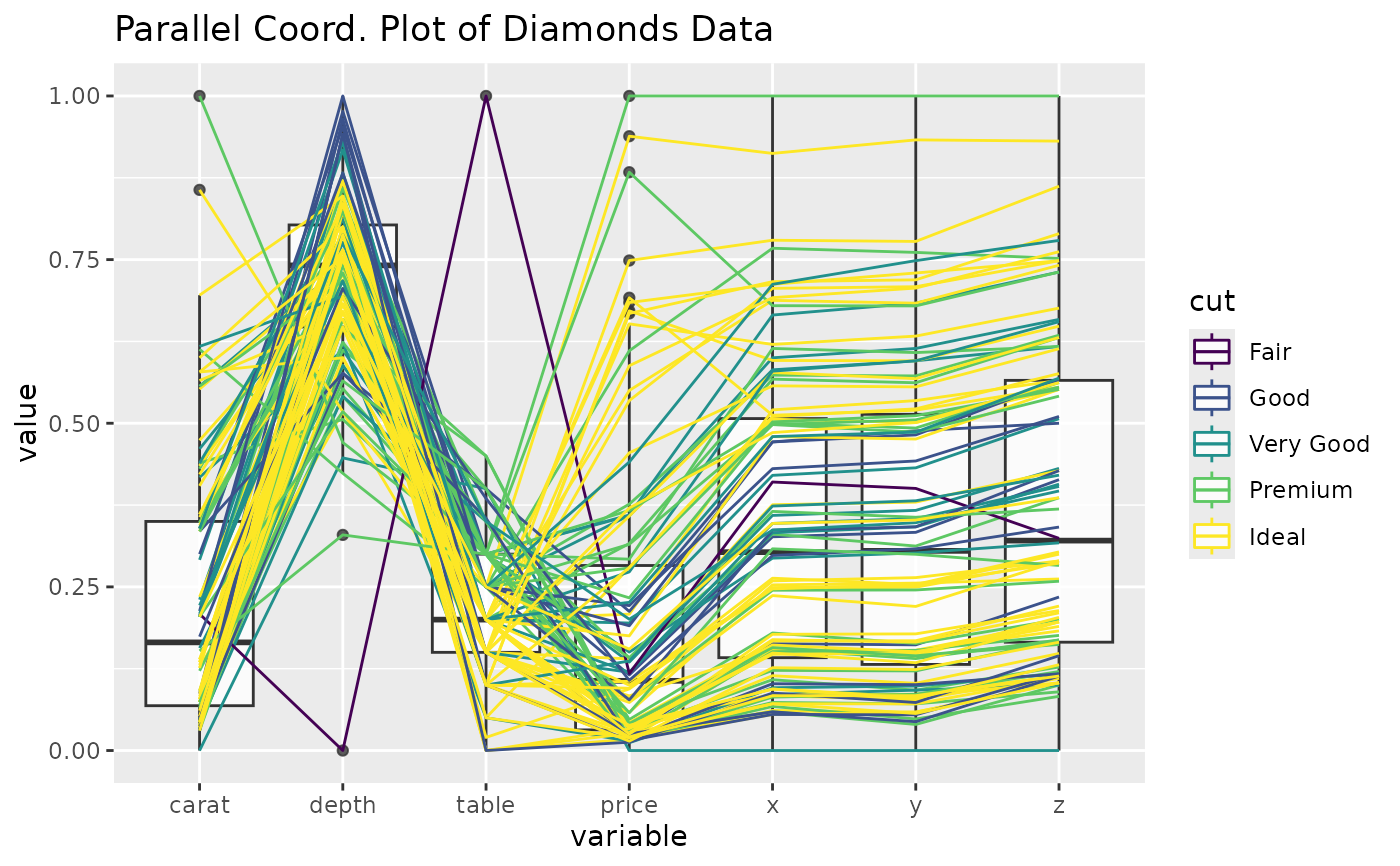 Parallel Coord. Plot of Diamonds Data
value
1.00
0.75
0.50
0.25
0.00
carat depth table price x y z
variable
cut
Fair
Good
Very Good
Premium
Ideal